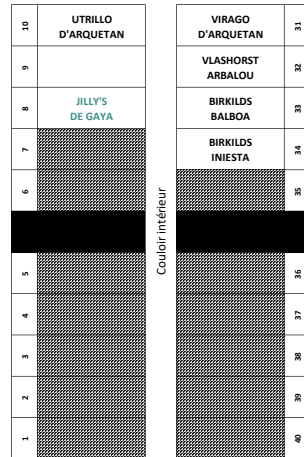 10
UTRILLO
D'ARQUETAN
VIRAGO
D'ARQUETAN
31
9
VLASHORST
ARBALOU
32
8
JILLY'S
DE GAYA
BIRKILDS
BALBOA
33
7
BIRKILDS
INIESTA
34
6
35
Couloir intérieur
5
36
4
37
3
38
2
39
1
40